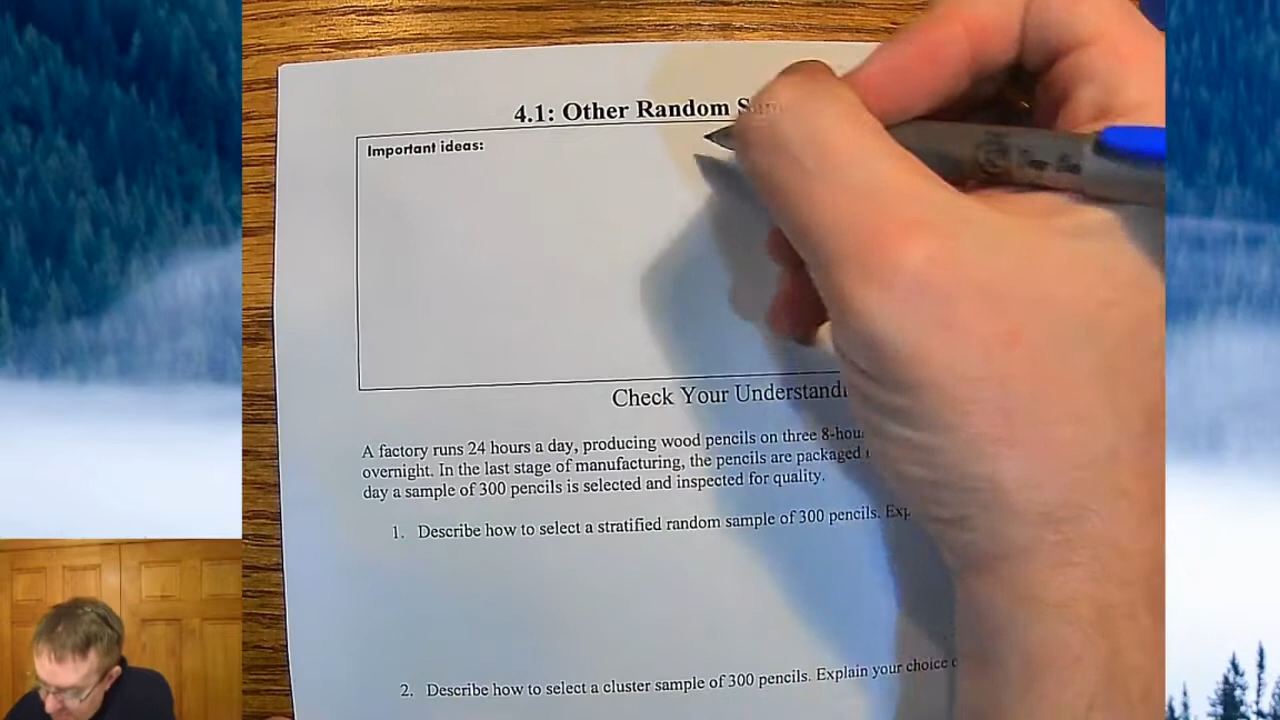 4.1: Other Random
Important ideas:
Check Your Understandi
A factory runs 24 hours a day, producing wood pencils on three 8-hou
overnight. In the last stage of manufacturing, the pencils are packaged
day a sample of 300 pencils is selected and inspected for quality.
1. Describe how to select a stratified random sample of 300 pencils. Exp
2. Describe how to select a cluster sample of 300 pencils. Explain your choice